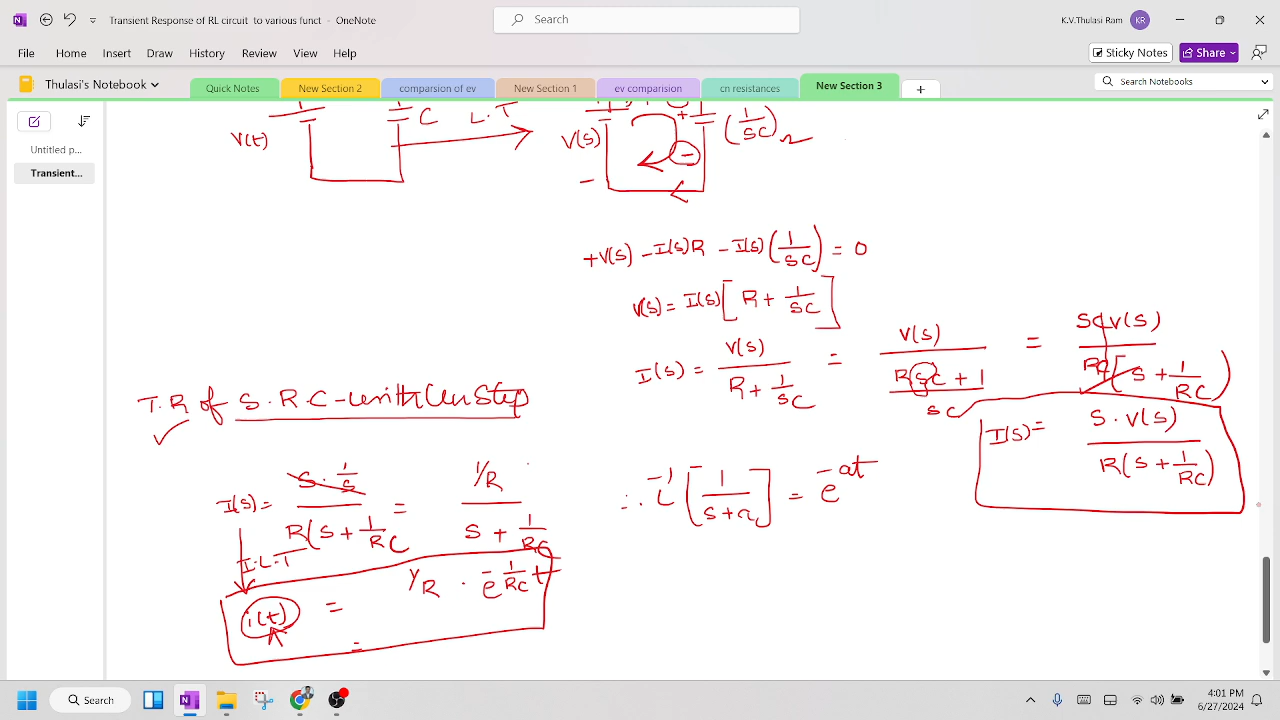 Transient Response of RL circuit to various funct - OneNote
Search
K.V.Thulasi Ram
KR
File Home Insert Draw History Review View Help
Sticky Notes
Share
Thulasi's Notebook
Quick Notes
New Section 2
comparsion of ev
New Section 1
ev comparision
cn resistances
New Section 3
+
Search Notebooks
Untitled p...
Transient...
V(t)
C
L.T
V(s)
+
(1/SC)Ω
-
-
+V(s) - I(s)R - I(s)(1/SC) = 0
V(s) = I(s)[R + 1/SC]
I(s) = V(s)/(R + 1/SC) = V(s)/((RSC + 1)/SC) = SC V(s)/(RC[S + 1/RC])
I(s) = S.V(s)/(R(S + 1/RC))
T.R of S.R.C - with Un Step
I(s) = (S.1/S)/(R(S + 1/RC)) = (1/R)/(S + 1/RC)
∴ L^-1 [1/(S+a)] = e^-at
I.L.T
i(t) = 1/R . e^-(1/RC)t
=
Search
4:01 PM
6/27/2024